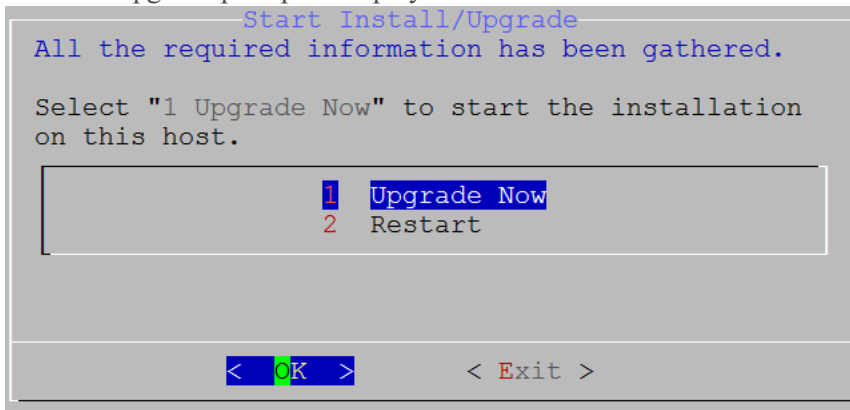 Start Install/Upgrade
All the required information has been gathered.
Select "1 Upgrade Now" to start the installation
on this host.
1 Upgrade Now
2 Restart
< OK > < Exit >